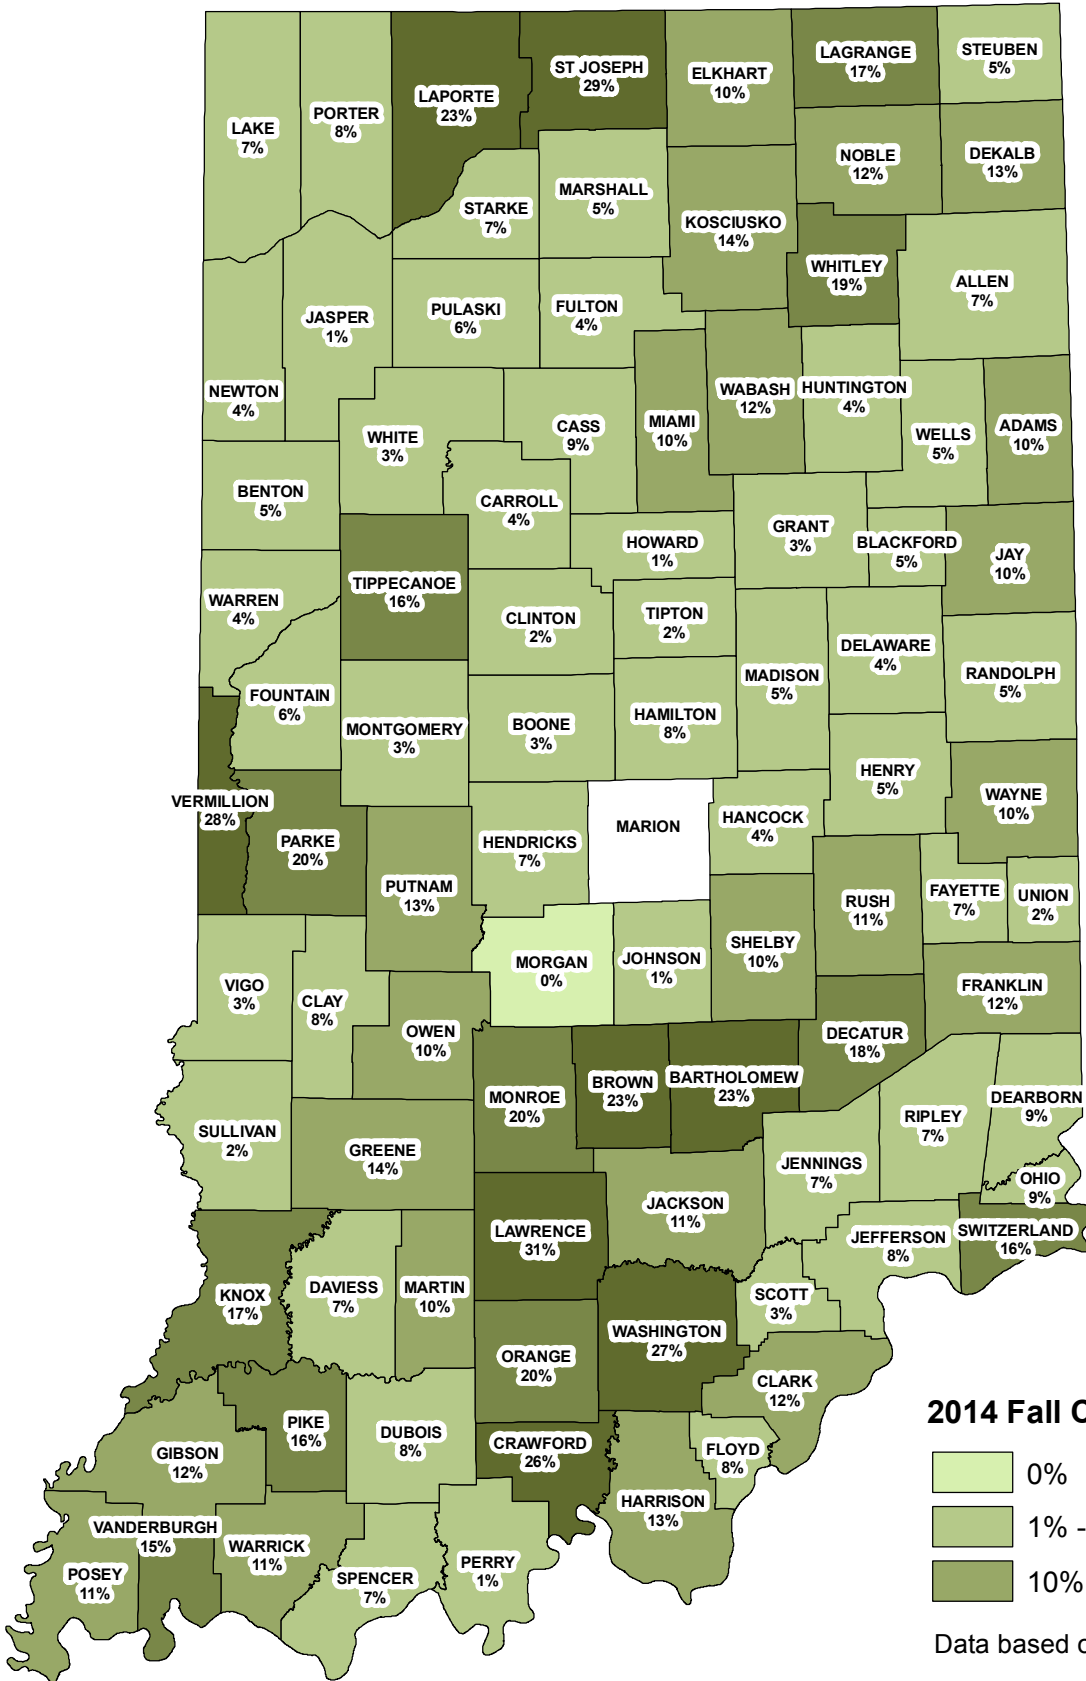 LAKE
7%
PORTER
8%
LAPORTE
23%
ST JOSEPH
29%
ELKHART
10%
LAGRANGE
17%
STEUBEN
5%
NOBLE
12%
DEKALB
13%
STARKE
7%
MARSHALL
5%
KOSCIUSKO
14%
WHITLEY
19%
ALLEN
7%
JASPER
1%
PULASKI
6%
FULTON
4%
NEWTON
4%
WHITE
3%
CASS
9%
MIAMI
10%
WABASH
12%
HUNTINGTON
4%
WELLS
5%
ADAMS
10%
BENTON
5%
CARROLL
4%
HOWARD
1%
GRANT
3%
BLACKFORD
5%
JAY
10%
WARREN
4%
TIPPECANOE
16%
CLINTON
2%
TIPTON
2%
MADISON
5%
DELAWARE
4%
RANDOLPH
5%
FOUNTAIN
6%
MONTGOMERY
3%
BOONE
3%
HAMILTON
8%
HENRY
5%
WAYNE
10%
VERMILLION
28%
PARKE
20%
PUTNAM
13%
HENDRICKS
7%
MARION
HANCOCK
4%
RUSH
11%
FAYETTE
7%
UNION
2%
VIGO
3%
CLAY
8%
OWEN
10%
MORGAN
0%
JOHNSON
1%
SHELBY
10%
DECATUR
18%
FRANKLIN
12%
SULLIVAN
2%
GREENE
14%
MONROE
20%
BROWN
23%
BARTHOLOMEW
23%
JENNINGS
7%
RIPLEY
7%
DEARBORN
9%
OHIO
9%
KNOX
17%
DAVIESS
7%
MARTIN
10%
LAWRENCE
31%
JACKSON
11%
JEFFERSON
8%
SWITZERLAND
16%
SCOTT
3%
ORANGE
20%
WASHINGTON
27%
CLARK
12%
GIBSON
12%
PIKE
16%
DUBOIS
8%
CRAWFORD
26%
FLOYD
8%
HARRISON
13%
POSEY
11%
VANDERBURGH
15%
WARRICK
11%
SPENCER
7%
PERRY
1%
2014 Fall C
0%
1% -
10%
Data based o